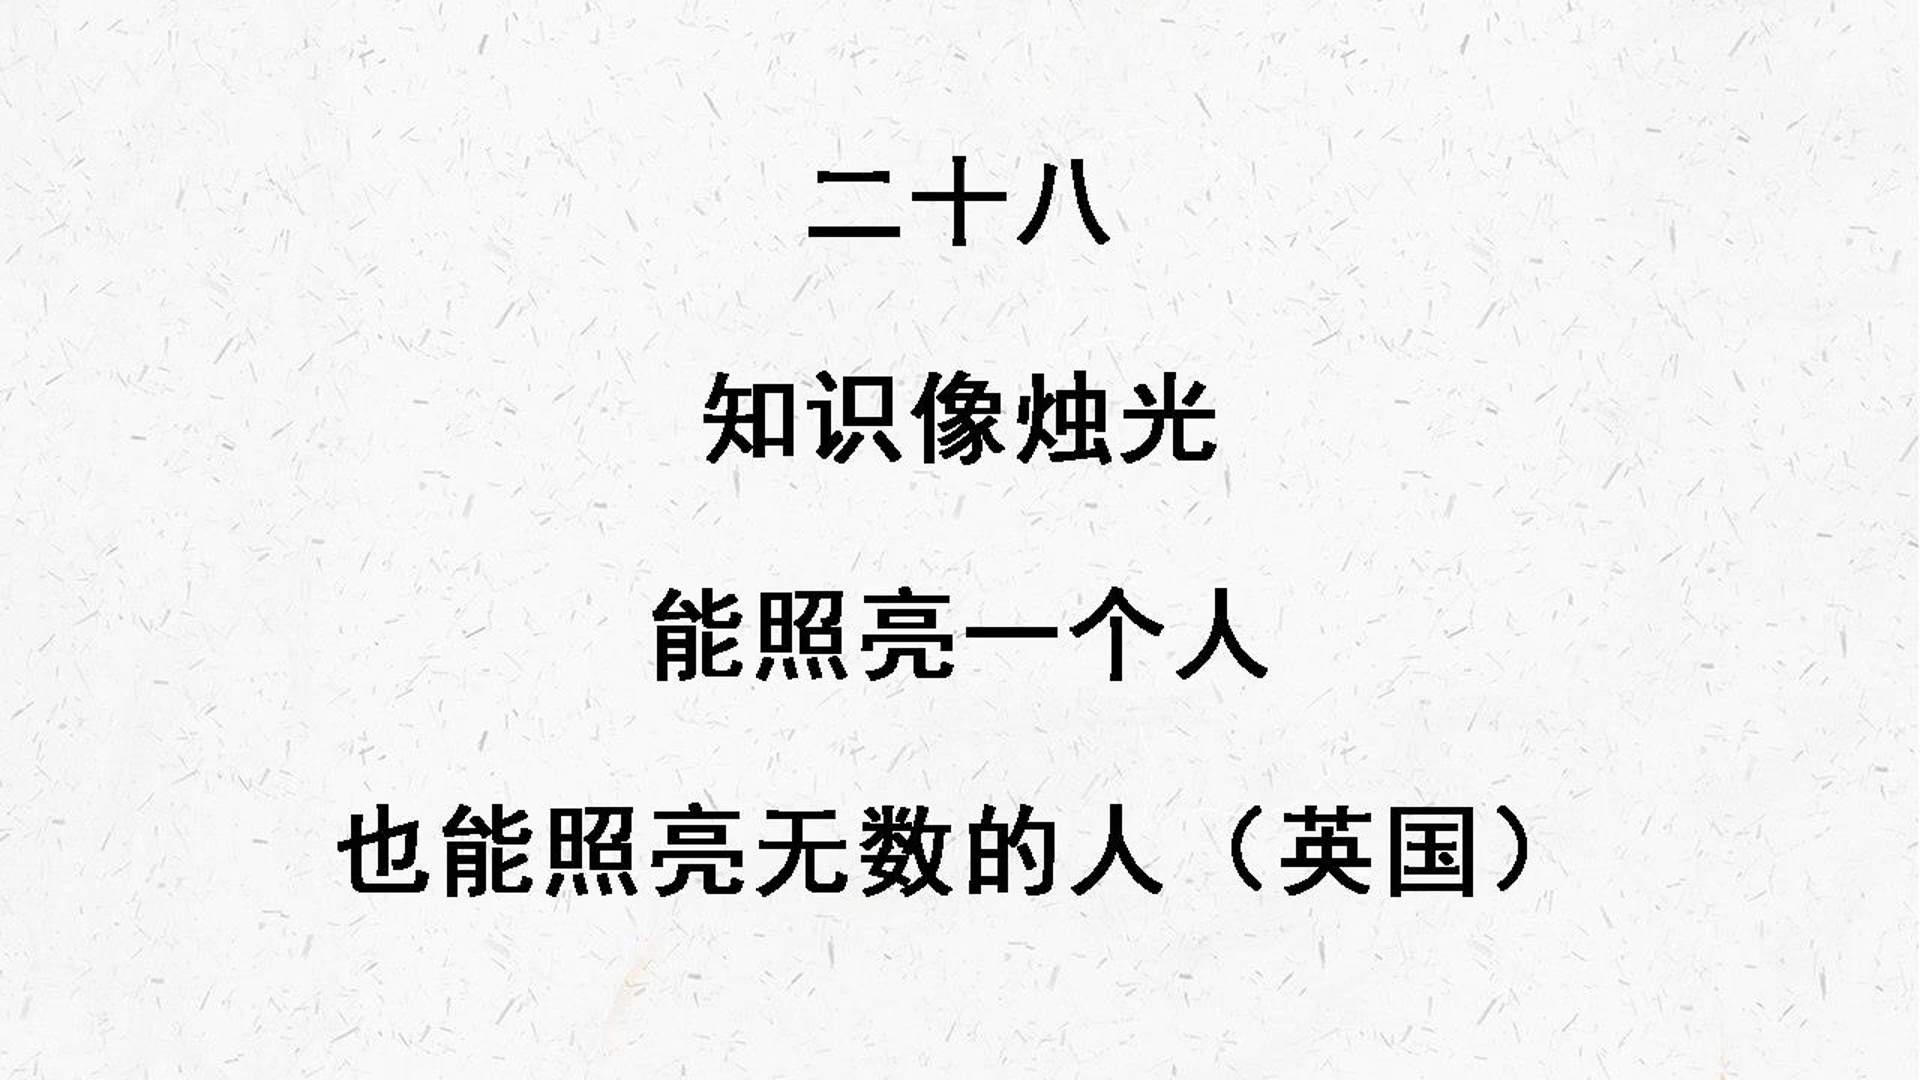 二十八
知识像烛光
能照亮一个人
也能照亮无数的人（英国）